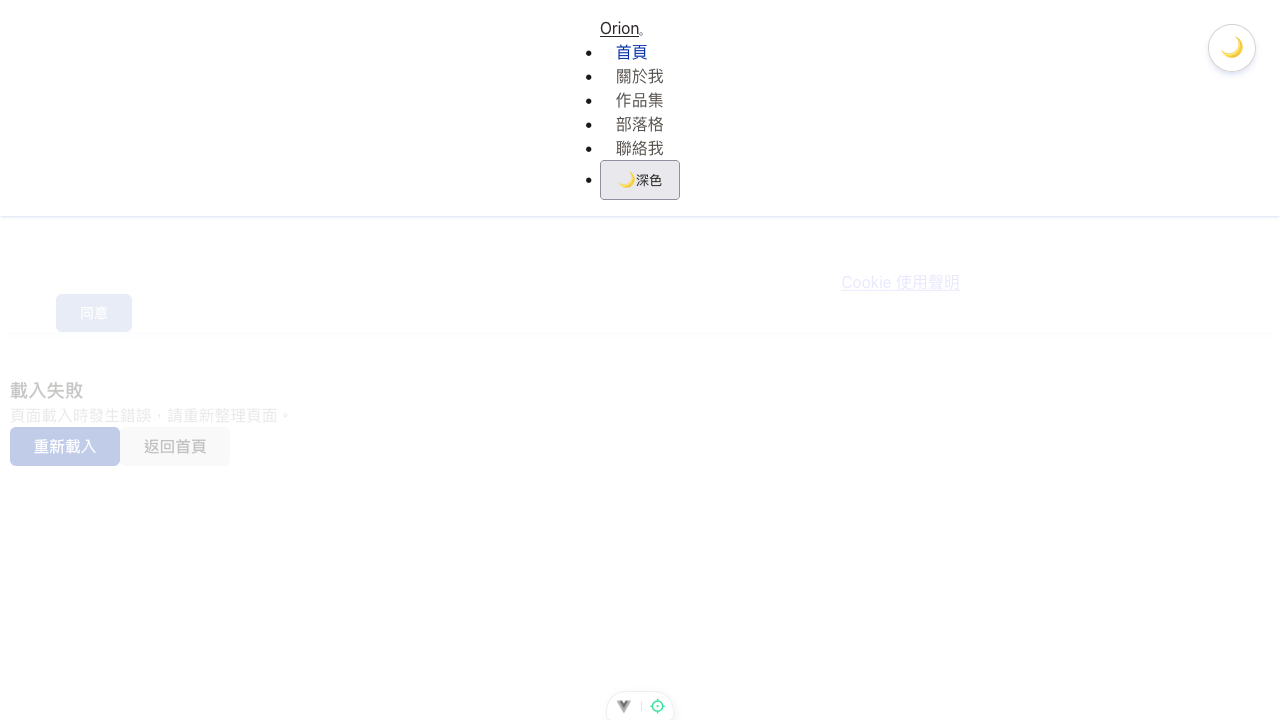 Orion。
首頁
關於我
作品集
部落格
聯絡我
🌙深色
Cookie 使用聲明
同意
載入失敗
頁面載入時發生錯誤，請重新整理頁面。
重新載入
返回首頁